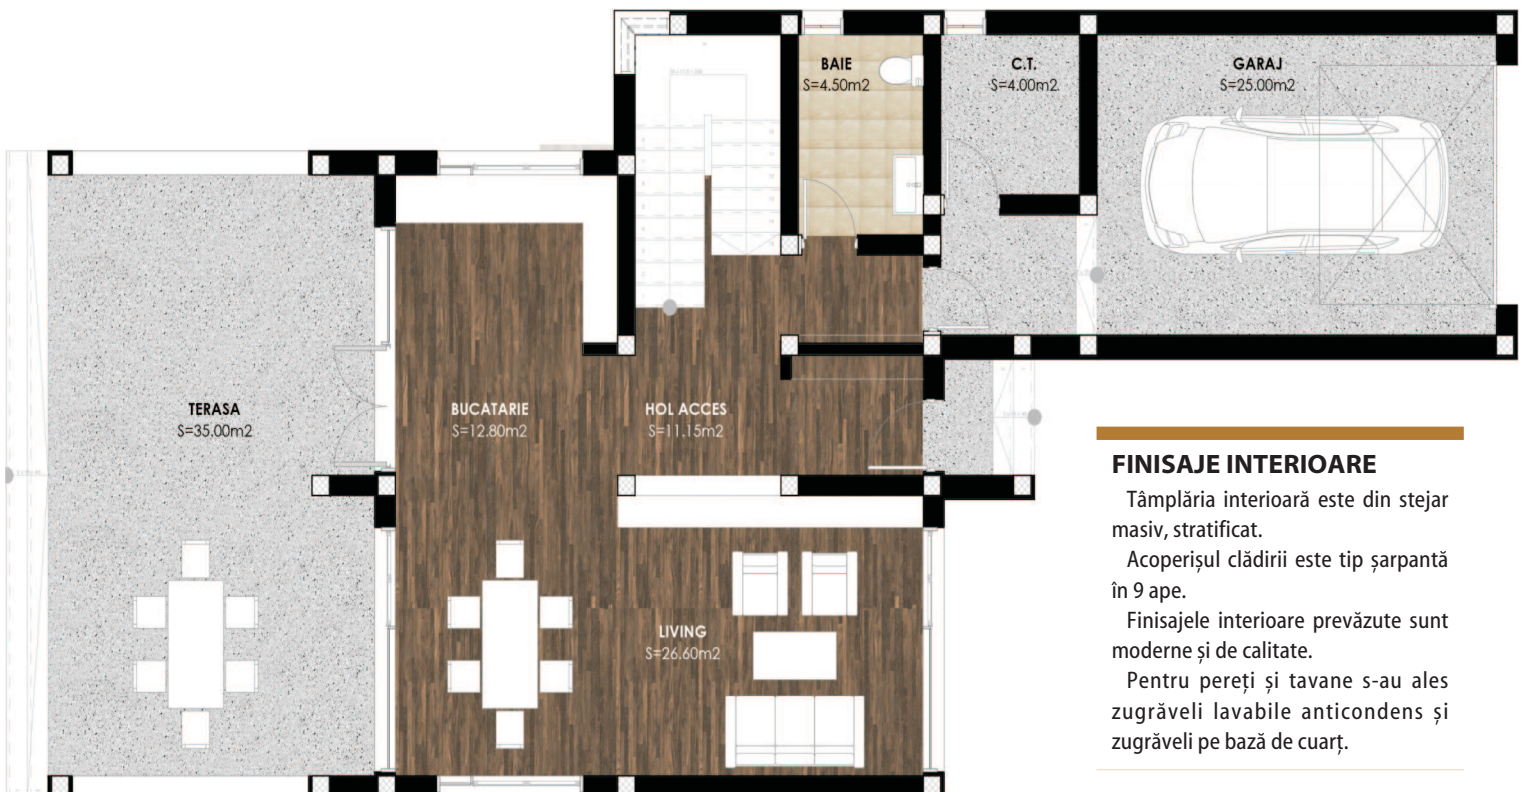 BAIE
S=4.50m2
C.T.
S=4.00m2
GARAJ
S=25.00m2
TERASA
S=35.00m2
BUCATARIE
S=12.80m2
HOL ACCES
S=11.15m2
LIVING
S=26.60m2
FINISAJE INTERIOARE
Tâmplăria interioară este din stejar
masiv, stratificat.
Acoperișul clădirii este tip șarpantă
în 9 ape.
Finisajele interioare prevăzute sunt
moderne și de calitate.
Pentru pereți și tavane s-au ales
zugrăveli lavabile anticondens și
zugrăveli pe bază de cuarț.